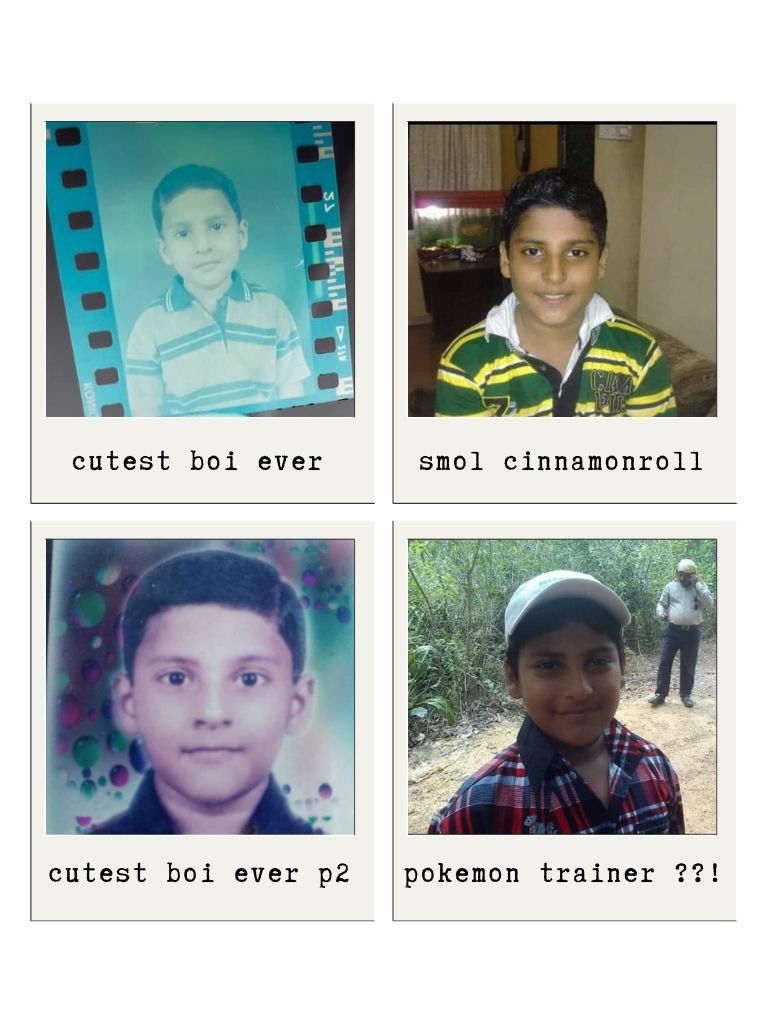 cutest boi ever
smol cinnamonroll
cutest boi ever p2
pokemon trainer ??!